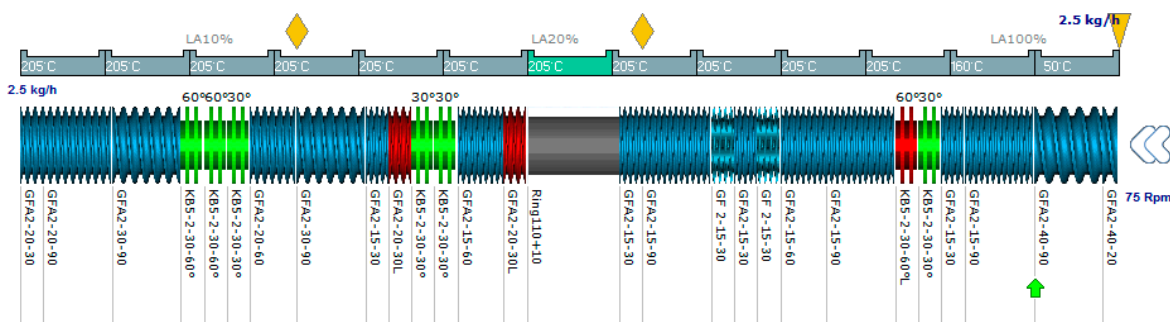 2.5 kg/h
LA10% LA20% LA100%
205°C 205°C 205°C 205°C 205°C 205°C 205°C 205°C 205°C 205°C 205°C 160°C 50°C
2.5 kg/h
60°60°30° 30°30° 60°30°
75 Rpm
GFA2-20-30
GFA2-20-90
GFA2-30-90
KB5-2-30-60°
KB5-2-30-60°
KB5-2-30-30°
GFA2-20-60
GFA2-30-90
GFA2-15-30
GFA2-20-30L
KB5-2-30-30°
KB5-2-30-30°
GFA2-15-60
GFA2-20-30L
Ring110+10
GFA2-15-30
GFA2-15-90
GF 2-15-30
GFA2-15-30
GF 2-15-30
GFA2-15-60
GFA2-15-90
KB5-2-30-60°L
KB5-2-30-30°
GFA2-15-30
GFA2-15-90
GFA2-40-90
GFA2-40-20